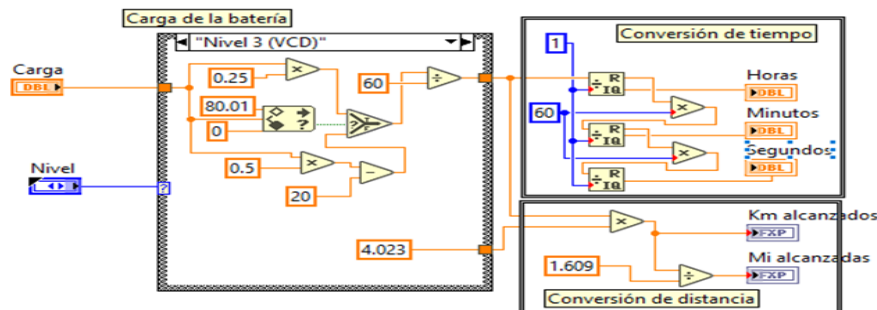 Carga de la batería
"Nivel 3 (VCD)"
Carga
DBL
Nivel
?
0.25
×
60
÷
80.01
0
?
?
T
F
0.5
×
-
20
4.023
Conversión de tiempo
1
60
÷ R
IQ
×
÷ R
IQ
×
÷ R
IQ
Horas
DBL
Minutos
DBL
Segundos
DBL
×
1.609
÷
Km alcanzados
FXP
Mi alcanzadas
FXP
Conversión de distancia